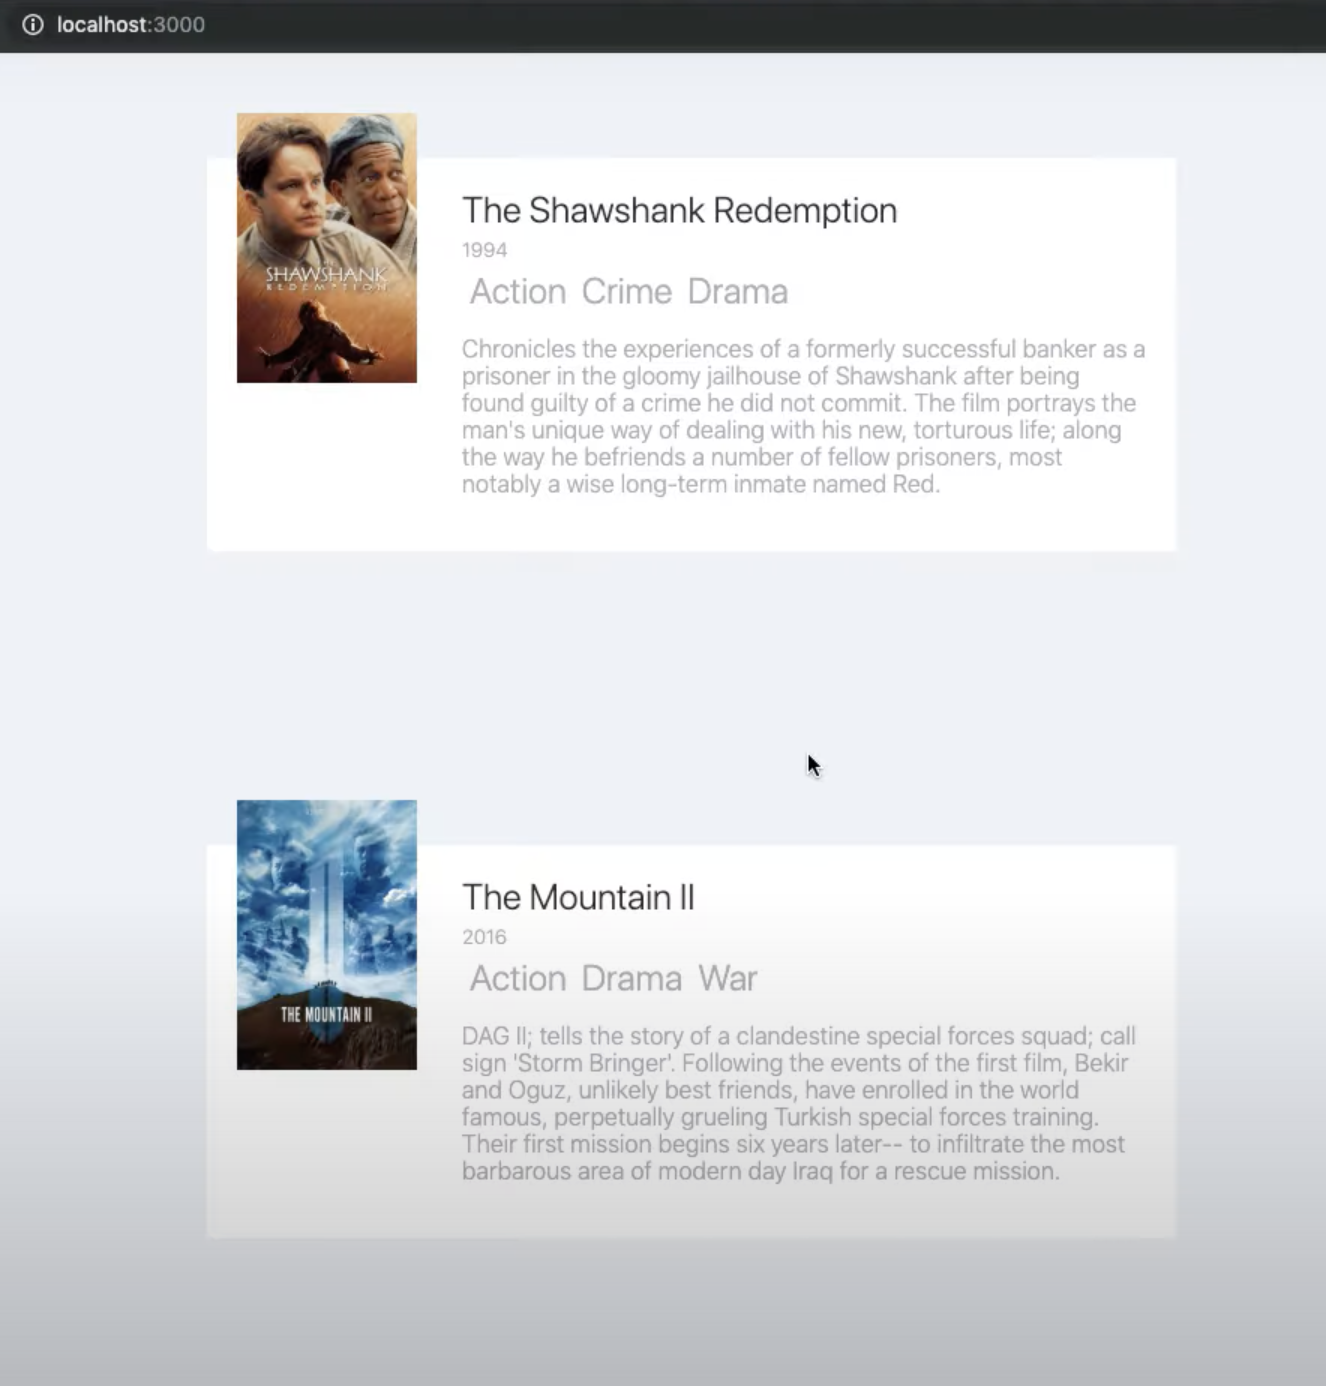 localhost:3000
SHAWSHANK
REDEMPTION
The Shawshank Redemption
1994
Action Crime Drama
Chronicles the experiences of a formerly successful banker as a
prisoner in the gloomy jailhouse of Shawshank after being
found guilty of a crime he did not commit. The film portrays the
man's unique way of dealing with his new, torturous life; along
the way he befriends a number of fellow prisoners, most
notably a wise long-term inmate named Red.
THE MOUNTAIN II
The Mountain II
2016
Action Drama War
DAG II; tells the story of a clandestine special forces squad; call
sign 'Storm Bringer'. Following the events of the first film, Bekir
and Oguz, unlikely best friends, have enrolled in the world
famous, perpetually grueling Turkish special forces training.
Their first mission begins six years later-- to infiltrate the most
barbarous area of modern day Iraq for a rescue mission.